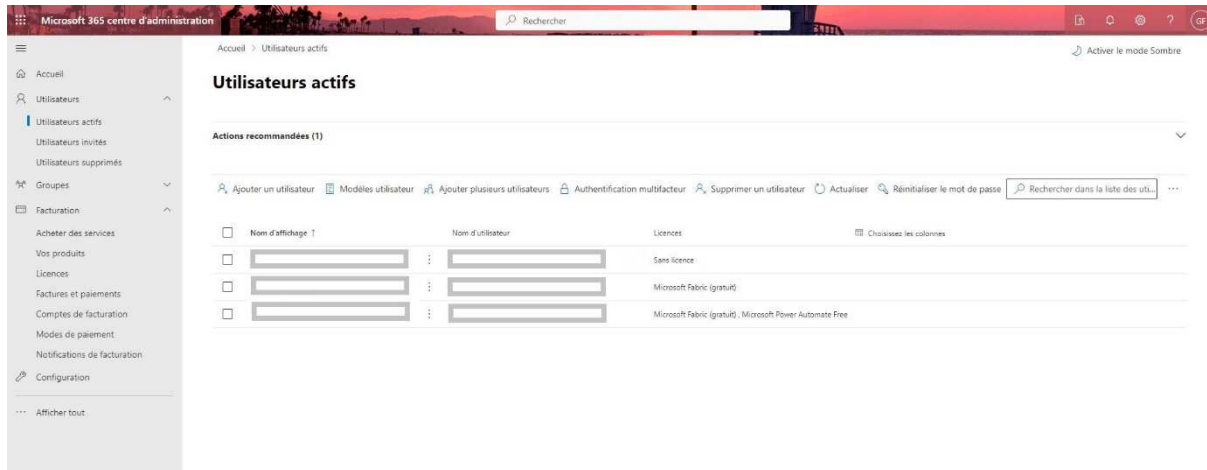 Microsoft 365 centre d'administration
Rechercher
GF
Accueil > Utilisateurs actifs
Activer le mode Sombre
Accueil
Utilisateurs
Utilisateurs actifs
Utilisateurs invités
Utilisateurs supprimés
Groupes
Facturation
Acheter des services
Vos produits
Licences
Factures et paiements
Comptes de facturation
Modes de paiement
Notifications de facturation
Configuration
Afficher tout
Utilisateurs actifs
Actions recommandées (1)
Ajouter un utilisateur Modèles utilisateur Ajouter plusieurs utilisateurs Authentification multifacteur Supprimer un utilisateur Actualiser Réinitialiser le mot de passe Rechercher dans la liste des uti...
Nom d'affichage ↑ Nom d'utilisateur Licences Choisissez les colonnes
Sans licence
Microsoft Fabric (gratuit)
Microsoft Fabric (gratuit) , Microsoft Power Automate Free